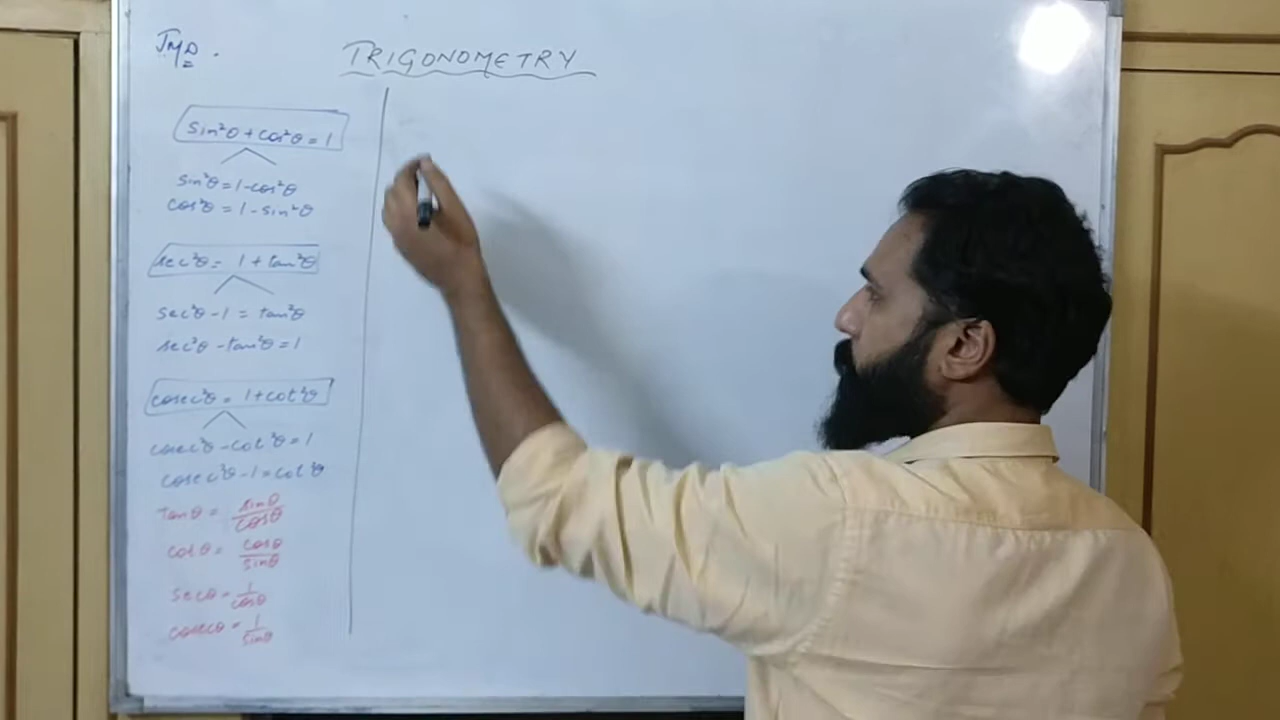 JMD.
TRIGONOMETRY
sin²θ + cos²θ = 1
sin²θ = 1 - cos²θ
cos²θ = 1 - sin²θ
sec²θ = 1 + tan²θ
sec²θ - 1 = tan²θ
sec²θ - tan²θ = 1
cosec²θ = 1 + cot²θ
cosec²θ - cot²θ = 1
cosec²θ - 1 = cot²θ
tanθ = sinθ/cosθ
cotθ = cosθ/sinθ
secθ = 1/cosθ
cosecθ = 1/sinθ